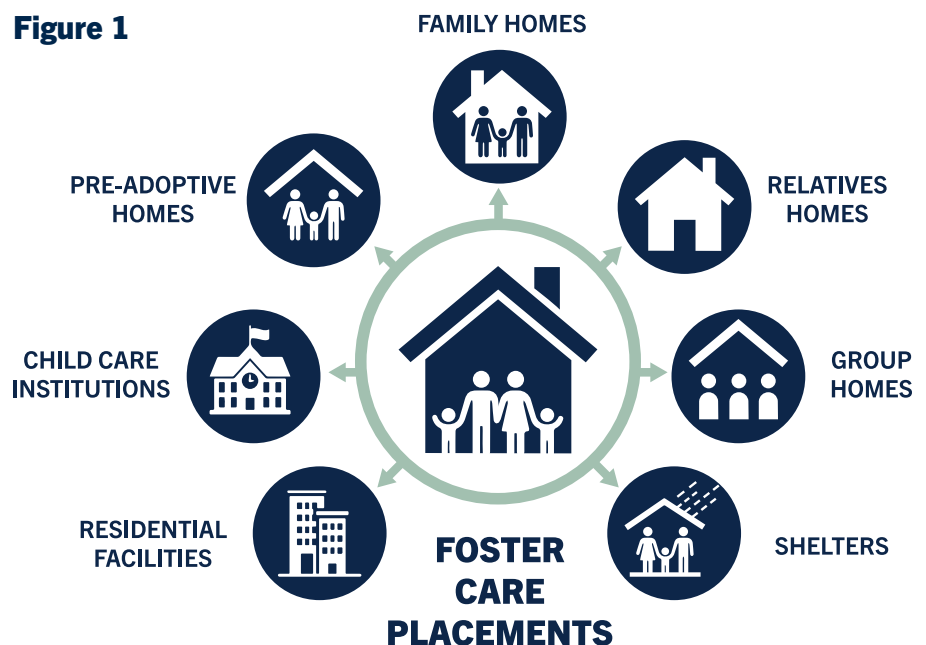 Figure 1
FAMILY HOMES
PRE-ADOPTIVE
HOMES
RELATIVES
HOMES
CHILD CARE
INSTITUTIONS
GROUP
HOMES
RESIDENTIAL
FACILITIES
SHELTERS
FOSTER
CARE
PLACEMENTS